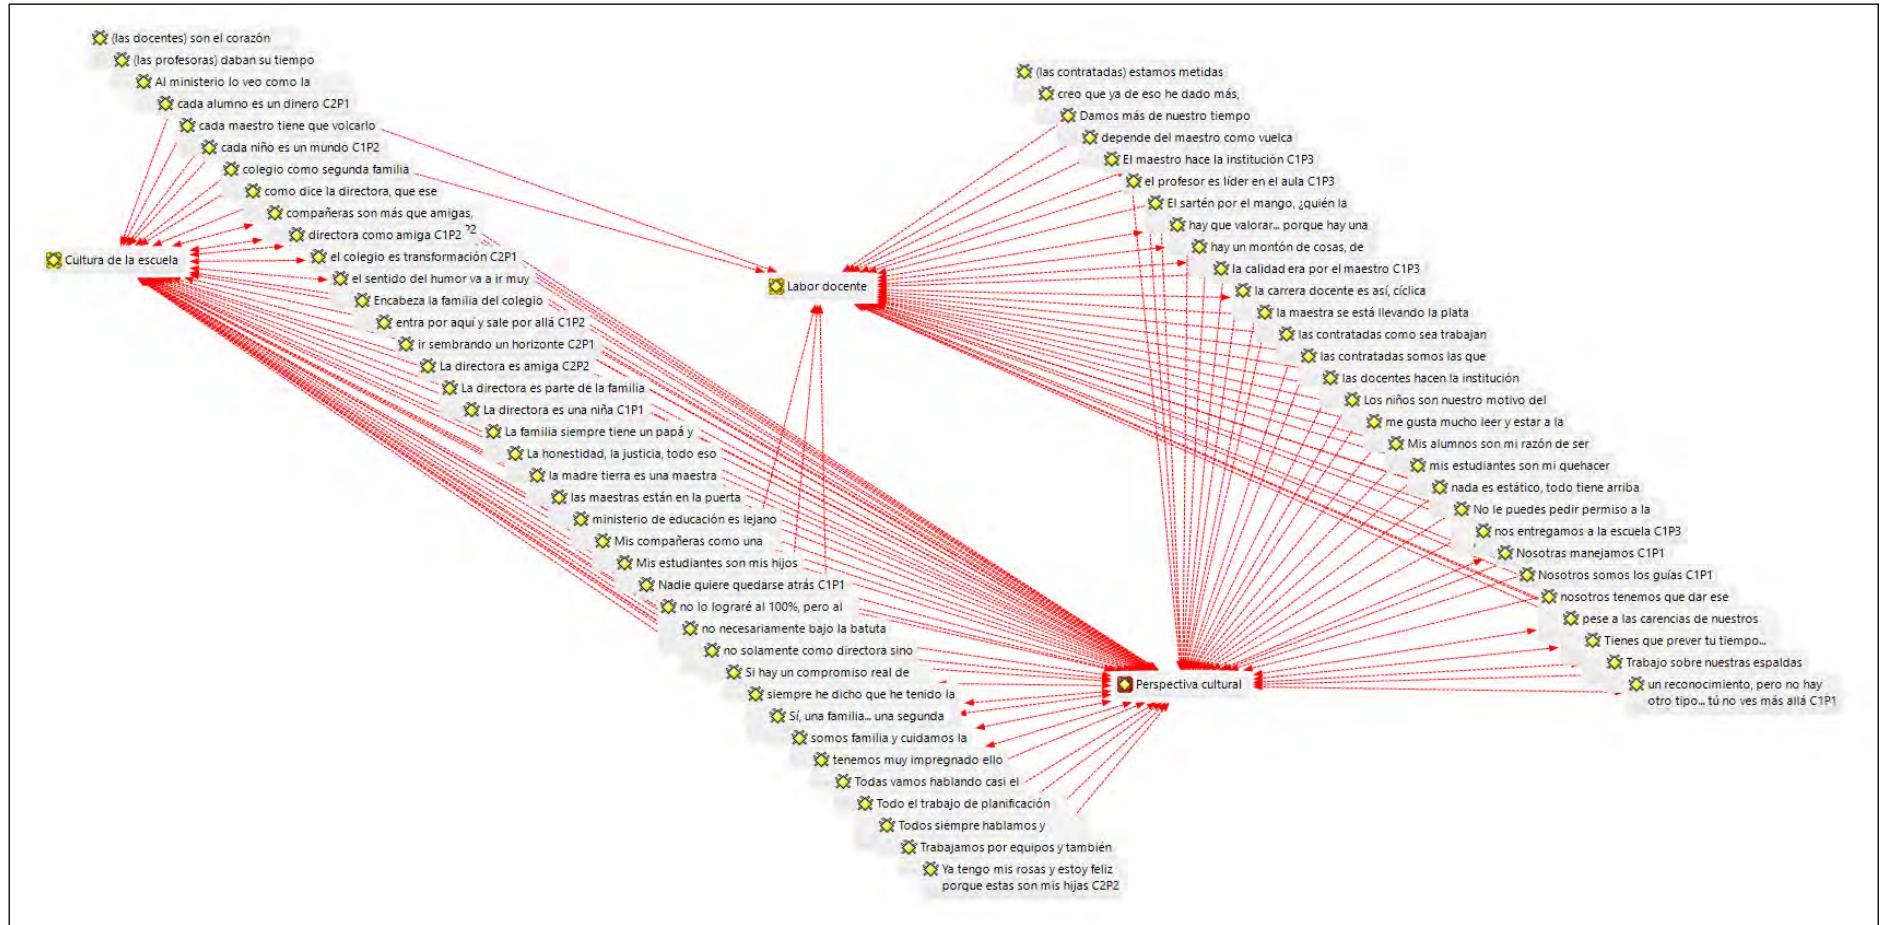 (las docentes) son el corazón
(las profesoras) daban su tiempo
Al ministerio lo veo como la
cada alumno es un dinero C2P1
cada maestro tiene que volcarlo
cada niño es un mundo C1P2
colegio como segunda familia
como dice la directora, que ese
compañeras son más que amigas,
directora como amiga C1P2
el colegio es transformación C2P1
Cultura de la escuela
el sentido del humor va a ir muy
Encabeza la familia del colegio
entra por aquí y sale por allá C1P2
ir sembrando un horizonte C2P1
La directora es amiga C2P2
La directora es parte de la familia
La directora es una niña C1P1
La familia siempre tiene un papá y
La honestidad, la justicia, todo eso
la madre tierra es una maestra
las maestras están en la puerta
ministerio de educación es lejano
Mis compañeras como una
Mis estudiantes son mis hijos
Nadie quiere quedarse atrás C1P1
no lo lograré al 100%, pero al
no necesariamente bajo la batuta
no solamente como directora sino
Si hay un compromiso real de
siempre he dicho que he tenido la
Sí, una familia... una segunda
somos familia y cuidamos la
tenemos muy impregnado ello
Todas vamos hablando casi el
Todo el trabajo de planificación
Todos siempre hablamos y
Trabajamos por equipos y también
Ya tengo mis rosas y estoy feliz
porque estas son mis hijas C2P2
Labor docente
(las contratadas) estamos metidas
creo que ya de eso he dado más,
Damos más de nuestro tiempo
depende del maestro como vuelca
El maestro hace la institución C1P3
el profesor es líder en el aula C1P3
El sartén por el mango, ¿quién la
hay que valorar... porque hay una
hay un montón de cosas, de
la calidad era por el maestro C1P3
la carrera docente es así, cíclica
la maestra se está llevando la plata
las contratadas como sea trabajan
las contratadas somos las que
las docentes hacen la institución
Los niños son nuestro motivo del
me gusta mucho leer y estar a la
Mis alumnos son mi razón de ser
mis estudiantes son mi quehacer
nada es estático, todo tiene arriba
No le puedes pedir permiso a la
nos entregamos a la escuela C1P3
Nosotras manejamos C1P1
Nosotros somos los guías C1P1
nosotros tenemos que dar ese
pese a las carencias de nuestros
Tienes que prever tu tiempo...
Trabajo sobre nuestras espaldas
un reconocimiento, pero no hay
otro tipo... tú no ves más allá C1P1
Perspectiva cultural